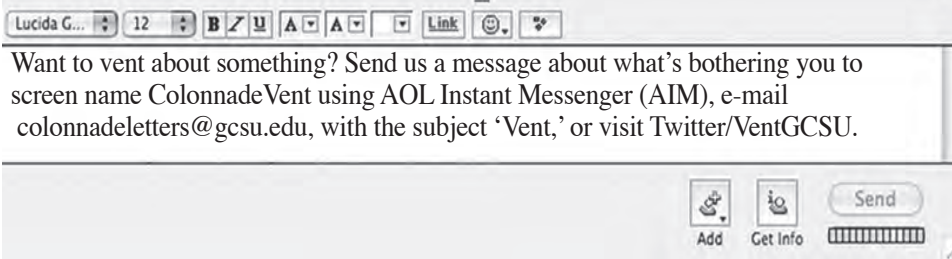 Lucida G... 12 B I U A A Link
Want to vent about something? Send us a message about what’s bothering you to
screen name ColonnadeVent using AOL Instant Messenger (AIM), e-mail
colonnadeletters@gcsu.edu, with the subject ‘Vent,’ or visit Twitter/VentGCSU.
Send
Add Get Info